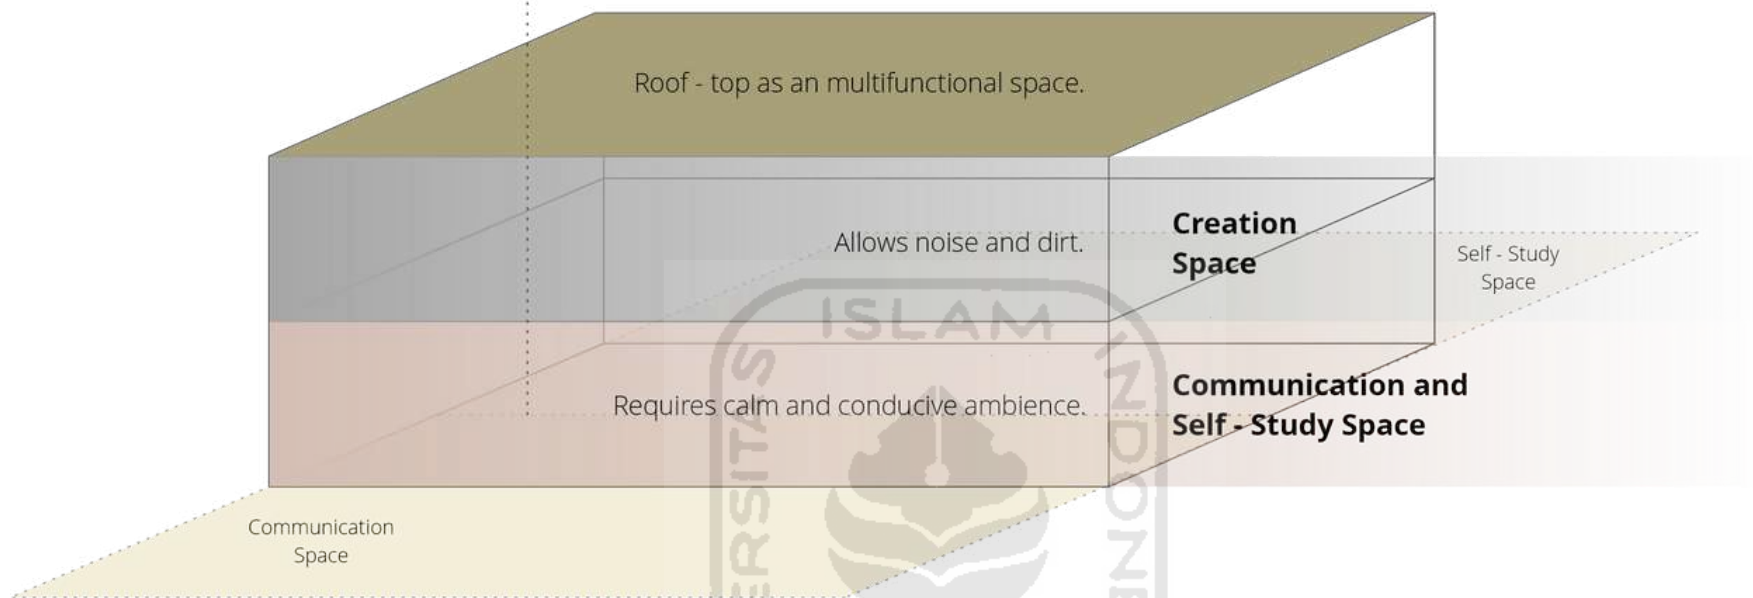 Roof - top as an multifunctional space.
Allows noise and dirt.
Creation
Space
Self - Study
Space
ISLAM
Requires calm and conducive ambience.
Communication and
Self - Study Space
Communication
Space